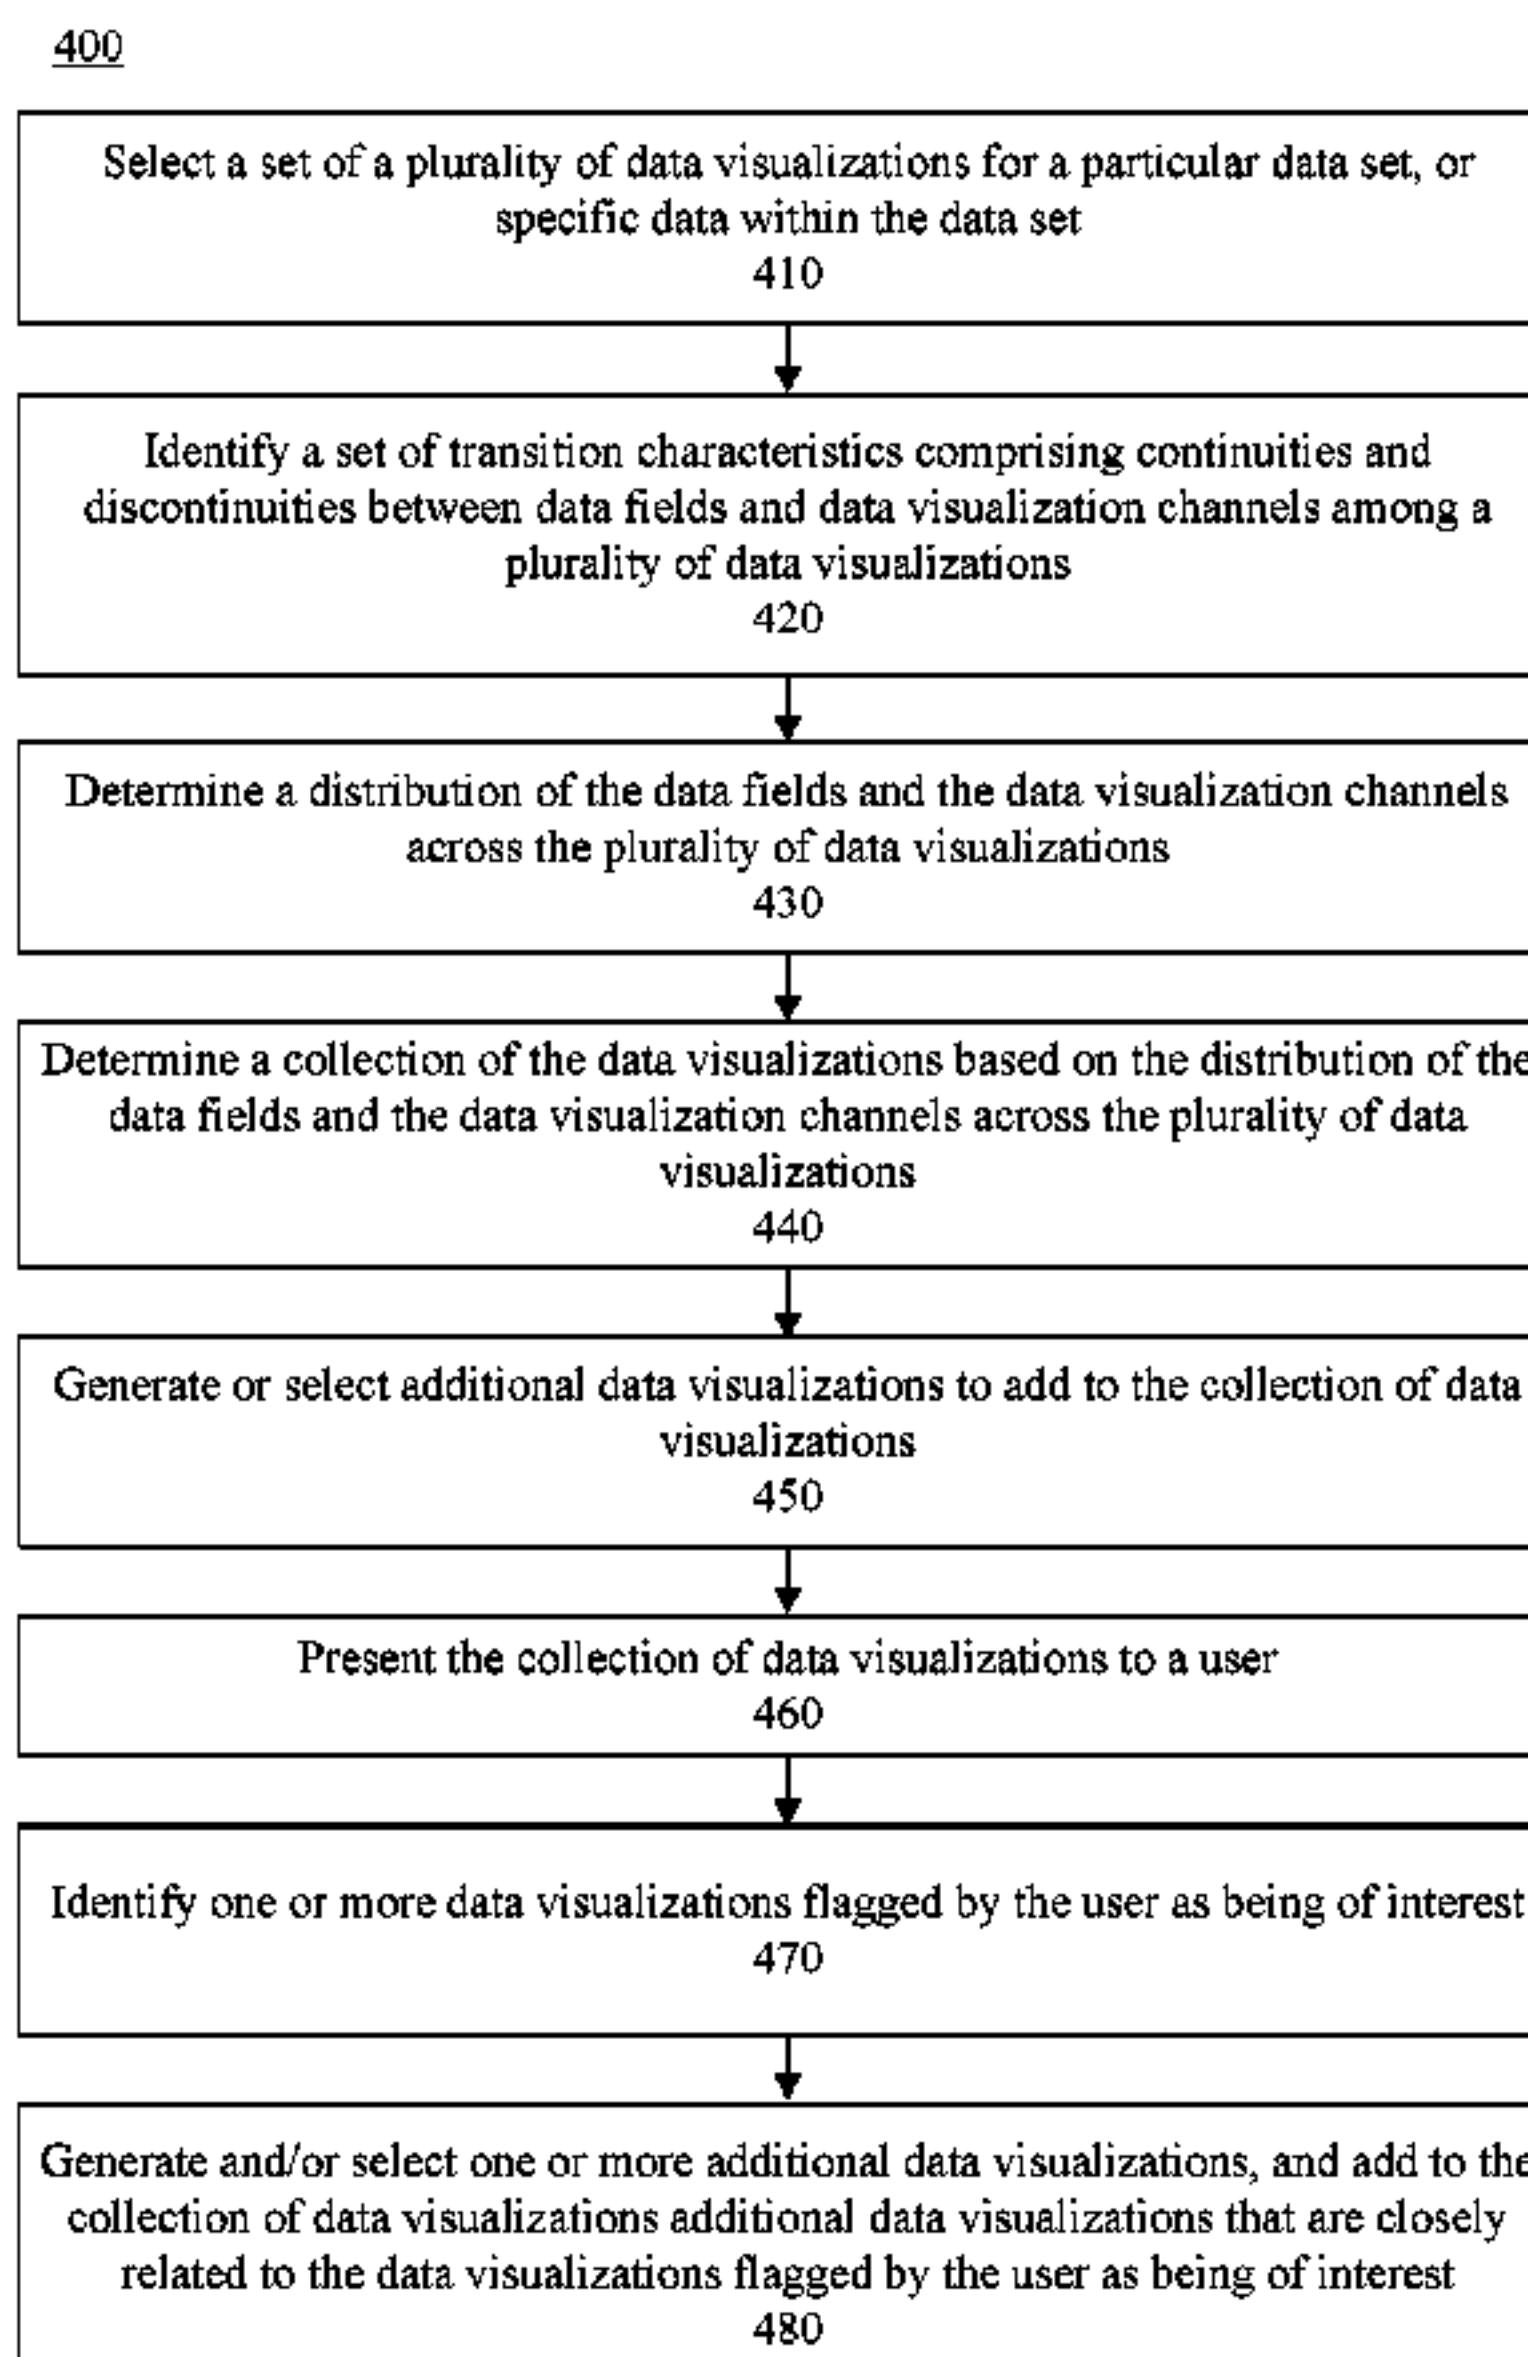 400
Select a set of a plurality of data visualizations for a particular data set, or
specific data within the data set
410
Identify a set of transition characteristics comprising continuities and
discontinuities between data fields and data visualization channels among a
plurality of data visualizations
420
Determine a distribution of the data fields and the data visualization channels
across the plurality of data visualizations
430
Determine a collection of the data visualizations based on the distribution of the
data fields and the data visualization channels across the plurality of data
visualizations
440
Generate or select additional data visualizations to add to the collection of data
visualizations
450
Present the collection of data visualizations to a user
460
Identify one or more data visualizations flagged by the user as being of interest
470
Generate and/or select one or more additional data visualizations, and add to the
collection of data visualizations additional data visualizations that are closely
related to the data visualizations flagged by the user as being of interest
480